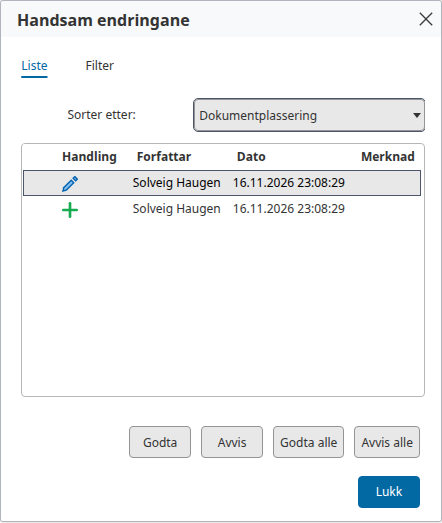 Handsam endringane
Liste Filter
Sorter etter: Dokumentplassering
Handling Forfattar Dato Merknad
Solveig Haugen 16.11.2026 23:08:29
Solveig Haugen 16.11.2026 23:08:29
Godta Avvis Godta alle Avvis alle
Lukk